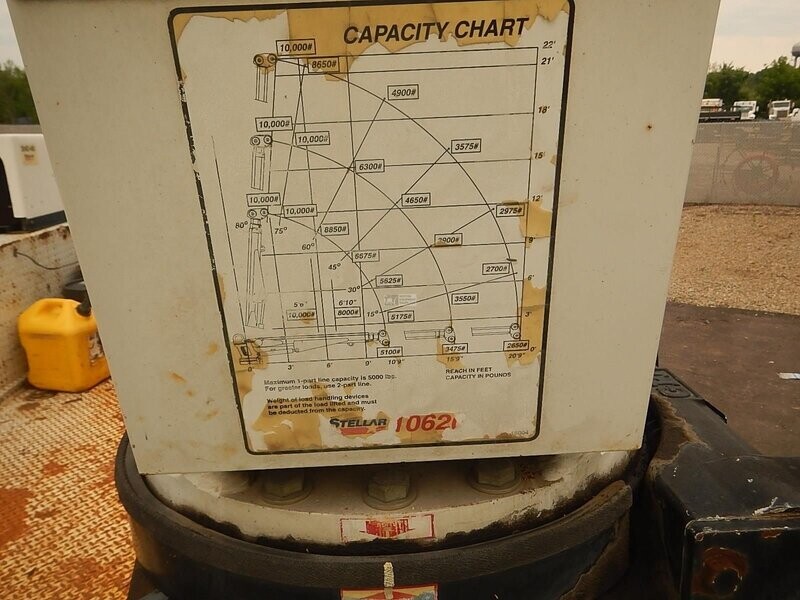 CAPACITY CHART
10,000# 22'
8650# 21'
4900#
18'
10,000#
10,000# 3575#
15'
6300#
10,000# 4650# 12'
10,000# 2975#
80° 75° 8850#
60° 3900# 9'
6675#
45° 2700#
30° 5625# 6'
5'9" 6'10" 3550#
10,000# 8000# 15° 5175# 3'
5100# 3475# 2650# 0'
0' 3' 6' 9' 10'9" 15'9" 20'9"
Maximum 1-part line capacity is 5000 lbs.
For greater loads, use 2-part line.
REACH IN FEET
CAPACITY IN POUNDS
Weight of load handling devices
are part of the load lifted and must
be deducted from the capacity.
STELLAR 10620